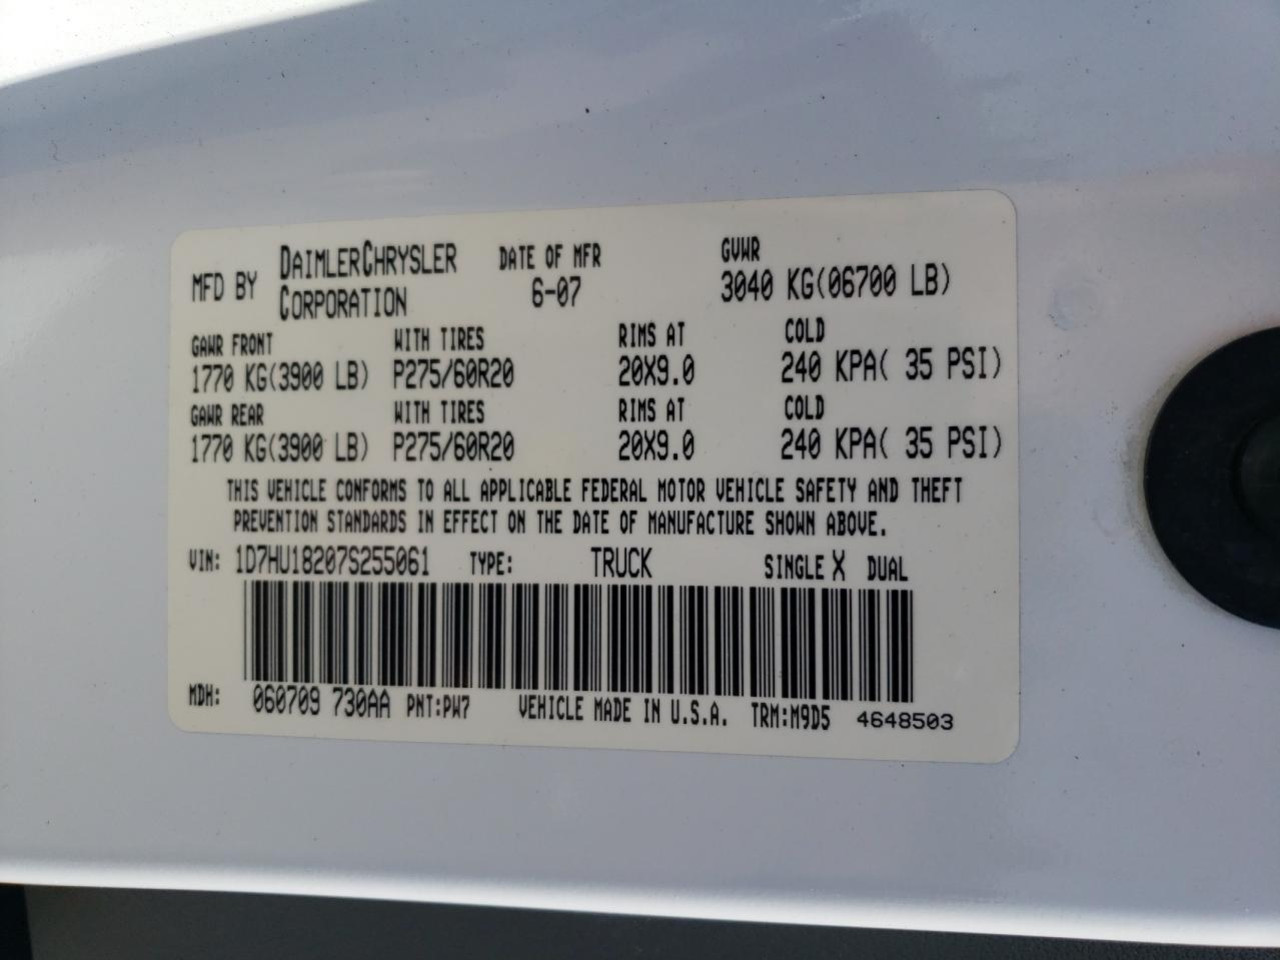 MFD BY DAIMLERCHRYSLER CORPORATION DATE OF MFR 6-07 GVWR 3040 KG(06700 LB)
GAWR FRONT WITH TIRES RIMS AT COLD
1770 KG(3900 LB) P275/60R20 20X9.0 240 KPA( 35 PSI)
GAWR REAR WITH TIRES RIMS AT COLD
1770 KG(3900 LB) P275/60R20 20X9.0 240 KPA( 35 PSI)
THIS VEHICLE CONFORMS TO ALL APPLICABLE FEDERAL MOTOR VEHICLE SAFETY AND THEFT
PREVENTION STANDARDS IN EFFECT ON THE DATE OF MANUFACTURE SHOWN ABOVE.
VIN: 1D7HU18207S255061 TYPE: TRUCK SINGLE X DUAL
MDH: 060709 730AA PNT:PW7 VEHICLE MADE IN U.S.A. TRM:M9D5 4648503